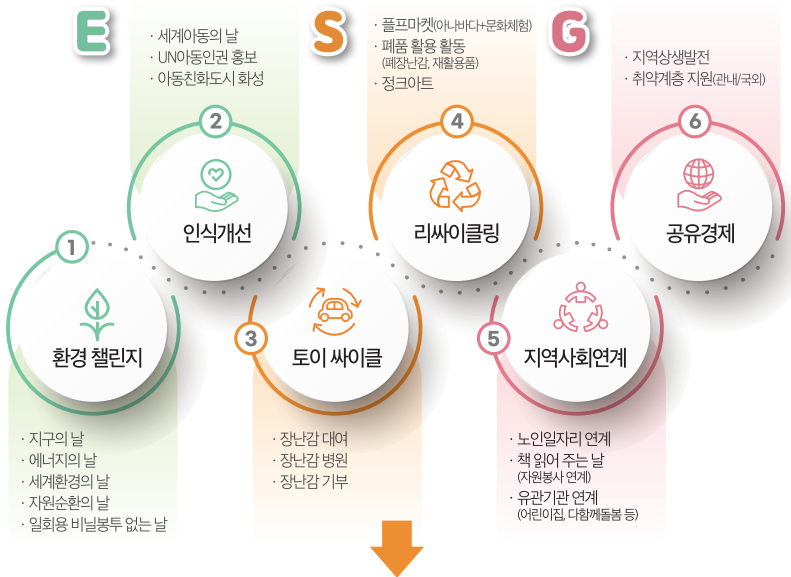 E
· 세계아동의 날
· UN아동인권 홍보
· 아동친화도시 화성
S
· 플프마켓(아나바다+문화체험)
· 폐품 활용 활동
(폐장난감, 재활용품)
· 정크아트
G
· 지역상생발전
· 취약계층 지원(관내/국외)
2
인식개선
4
리싸이클링
6
공유경제
1
환경 챌린지
3
토이 싸이클
5
지역사회연계
· 지구의 날
· 에너지의 날
· 세계환경의 날
· 자원순환의 날
· 일회용 비닐봉투 없는 날
· 장난감 대여
· 장난감 병원
· 장난감 기부
· 노인일자리 연계
· 책 읽어 주는 날
(자원봉사 연계)
· 유관기관 연계
(어린이집, 다함께돌봄 등)